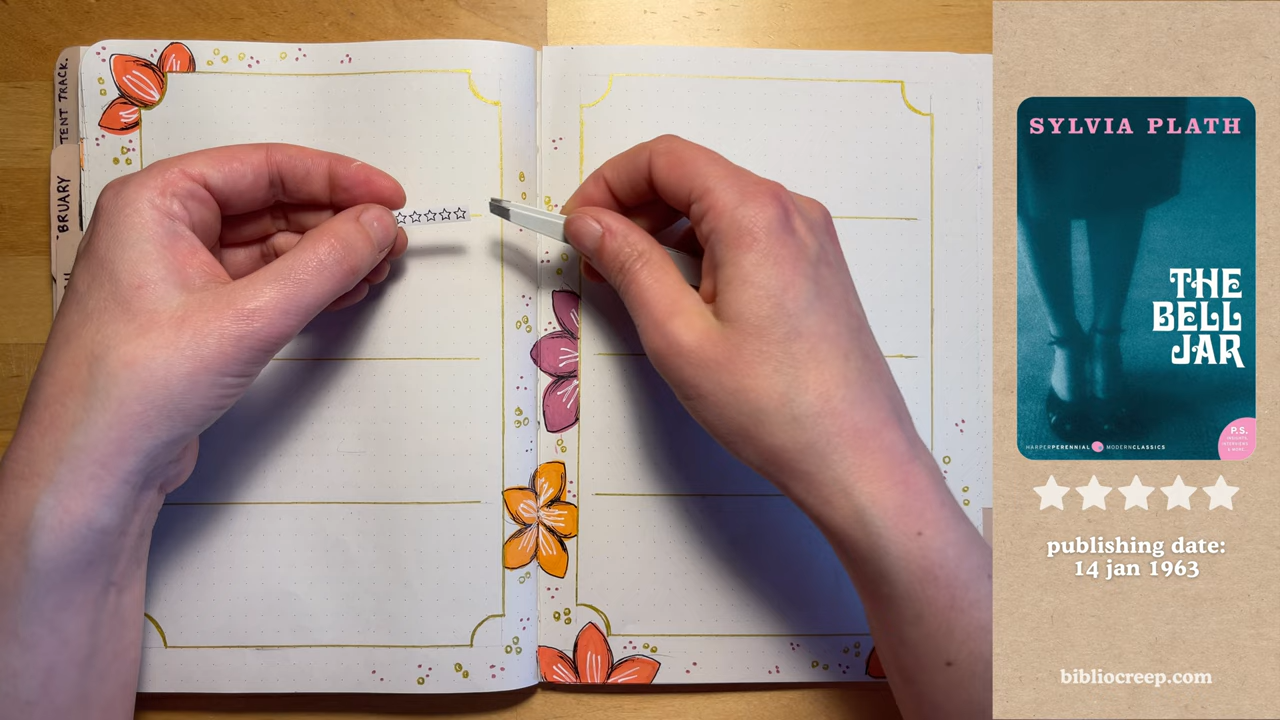 TENT TRACK.
BRUARY
SYLVIA PLATH
THE
BELL
JAR
P.S.
HARPERPERENNIAL MODERNCLASSICS
publishing date:
14 jan 1963
bibliocreep.com